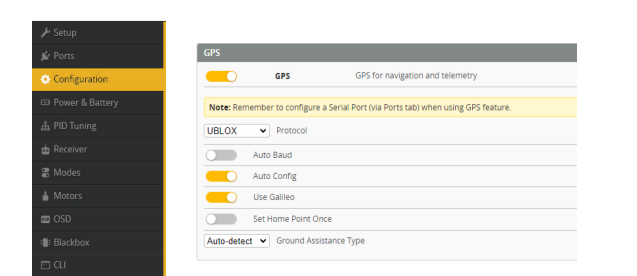 Setup
Ports
Configuration
Power & Battery
PID Tuning
Receiver
Modes
Motors
OSD
Blackbox
CLI
GPS
GPS GPS for navigation and telemetry
Note: Remember to configure a Serial Port (via Ports tab) when using GPS feature.
UBLOX Protocol
Auto Baud
Auto Config
Use Galileo
Set Home Point Once
Auto-detect Ground Assistance Type